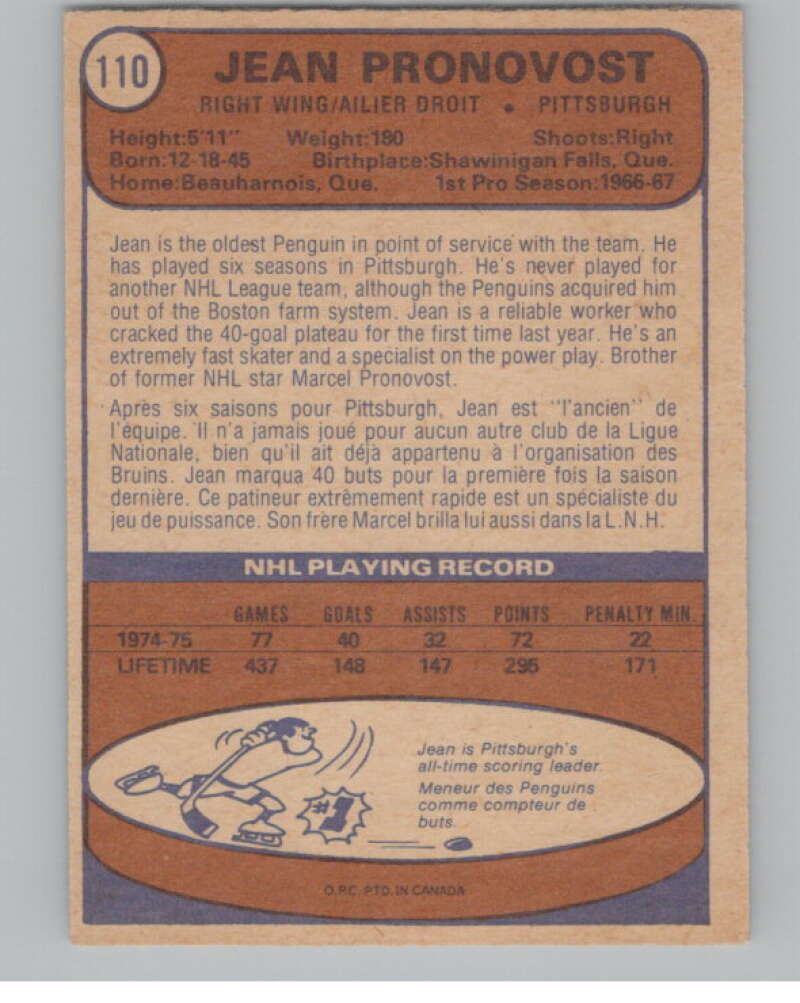 110
JEAN PRONOVOST
RIGHT WING/AILIER DROIT • PITTSBURGH
Height:5'11" Weight:180 Shoots:Right
Born:12-18-45 Birthplace:Shawinigan Falls, Que.
Home:Beauharnois, Que. 1st Pro Season:1966-67
Jean is the oldest Penguin in point of service with the team. He
has played six seasons in Pittsburgh. He's never played for
another NHL League team, although the Penguins acquired him
out of the Boston farm system. Jean is a reliable worker who
cracked the 40-goal plateau for the first time last year. He's an
extremely fast skater and a specialist on the power play. Brother
of former NHL star Marcel Pronovost.
Après six saisons pour Pittsburgh, Jean est "l'ancien" de
l'équipe. Il n'a jamais joué pour aucun autre club de la Ligue
Nationale, bien qu'il ait déjà appartenu à l'organisation des
Bruins. Jean marqua 40 buts pour la première fois la saison
dernière. Ce patineur extrêmement rapide est un spécialiste du
jeu de puissance. Son frère Marcel brilla lui aussi dans la L.N.H.
NHL PLAYING RECORD
GAMES GOALS ASSISTS POINTS PENALTY MIN.
1974-75 77 40 32 72 22
LIFETIME 437 148 147 295 171
Jean is Pittsburgh's
all-time scoring leader.
Meneur des Penguins
comme compteur de
buts.
#1
O.P.C. PTD. IN CANADA